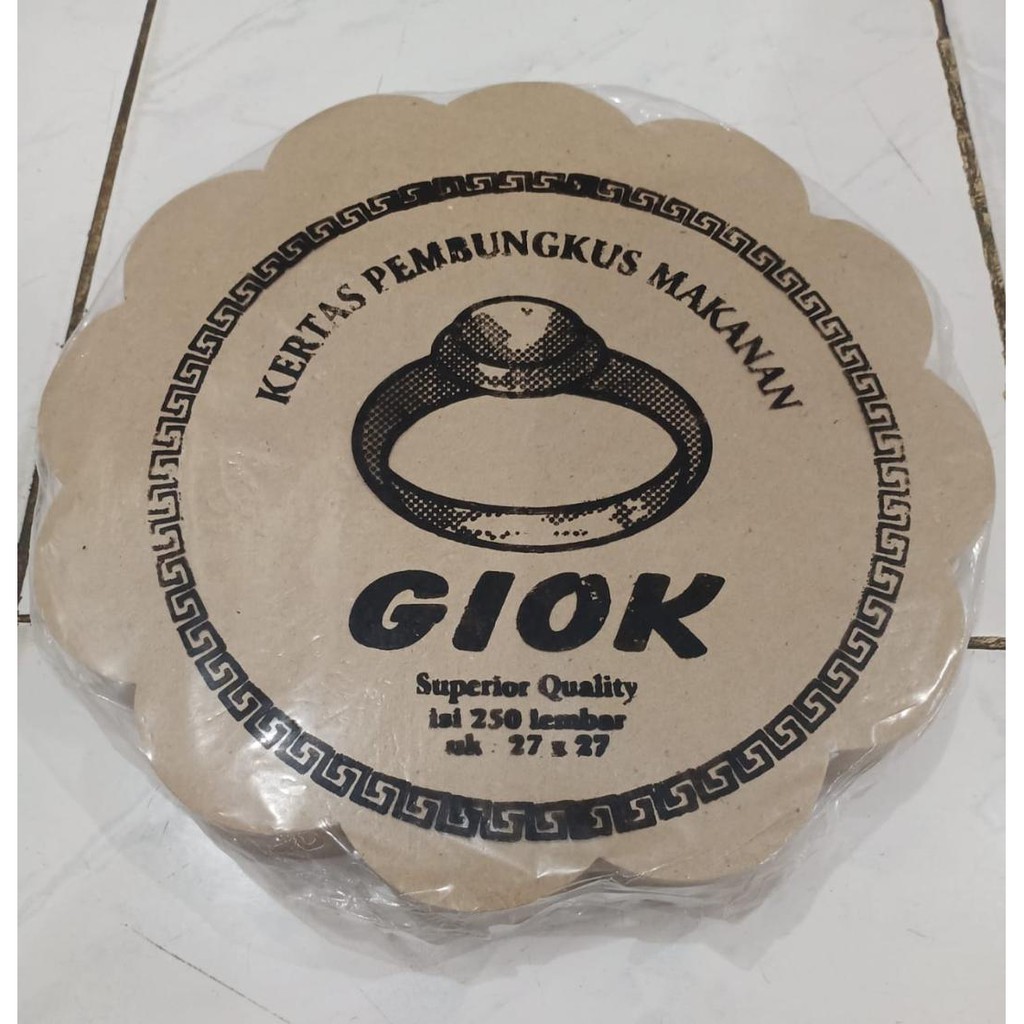 KERTAS PEMBUNGKUS MAKANAN
GIOK
Superior Quality
isi 250 lembar
uk 27 x 27